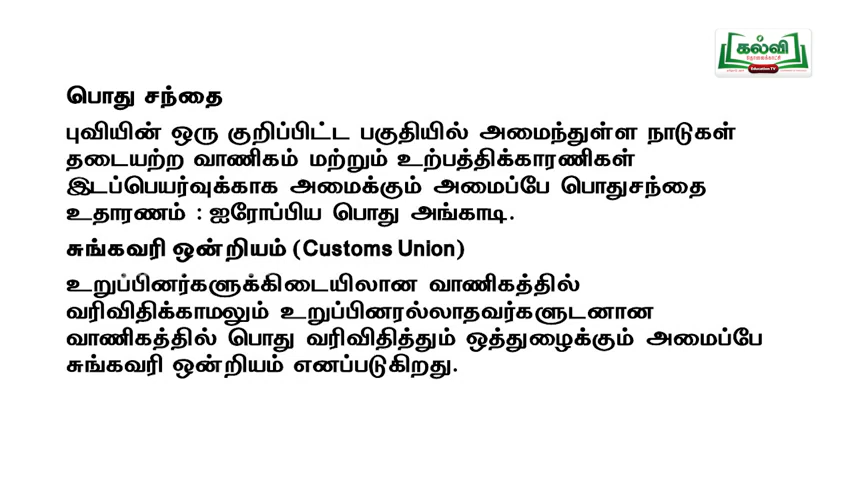 கல்வி
தொலைக்காட்சி
Education TV
பொது சந்தை
புவியின் ஒரு குறிப்பிட்ட பகுதியில் அமைந்துள்ள நாடுகள்
தடையற்ற வாணிகம் மற்றும் உற்பத்திக்காரணிகள்
இடப்பெயர்வுக்காக அமைக்கும் அமைப்பே பொதுசந்தை
உதாரணம் : ஐரோப்பிய பொது அங்காடி.
சுங்கவரி ஒன்றியம் (Customs Union)
உறுப்பினர்களுக்கிடையிலான வாணிகத்தில்
வரிவிதிக்காமலும் உறுப்பினரல்லாதவர்களுடனான
வாணிகத்தில் பொது வரிவிதித்தும் ஒத்துழைக்கும் அமைப்பே
சுங்கவரி ஒன்றியம் எனப்படுகிறது.